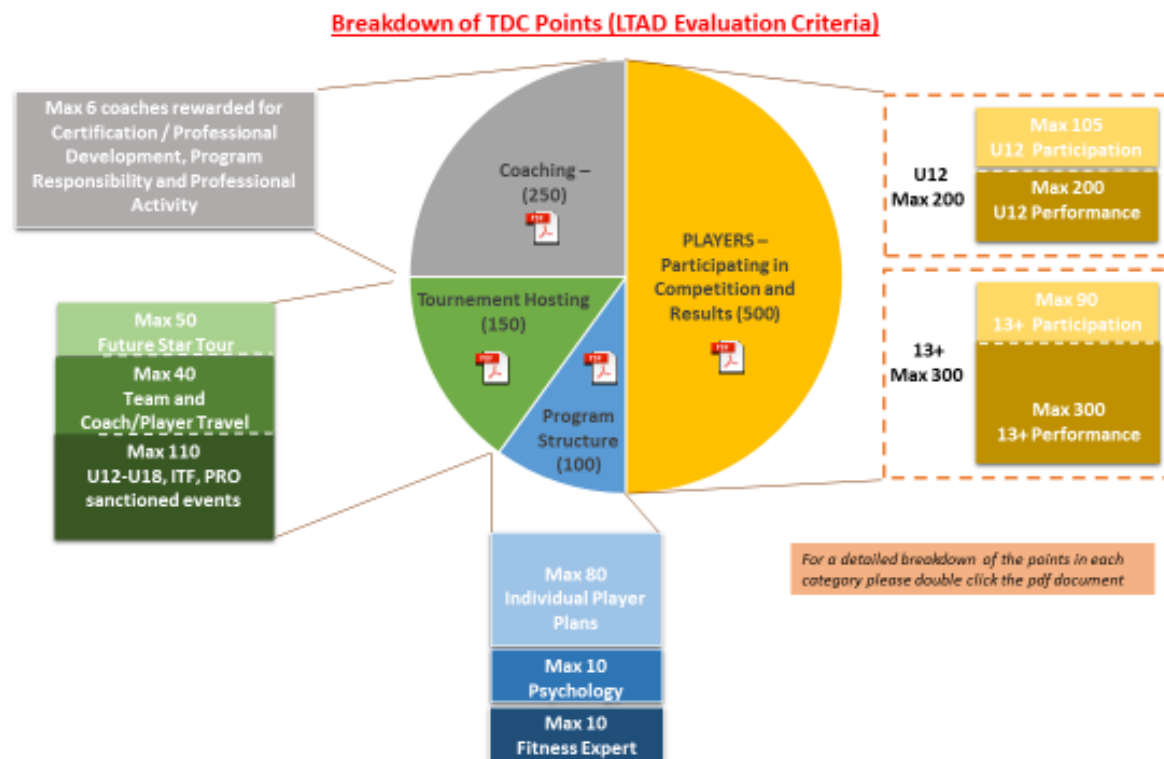 Breakdown of TDC Points (LTAD Evaluation Criteria)
Max 6 coaches rewarded for
Certification / Professional
Development, Program
Responsibility and Professional
Activity
Coaching –
(250)
PDF
PLAYERS –
Participating in
Competition and
Results (500)
PDF
Tournement Hosting
(150)
PDF
PDF
Program
Structure
(100)
U12
Max 200
Max 105
U12 Participation
Max 200
U12 Performance
13+
Max 300
Max 90
13+ Participation
Max 300
13+ Performance
Max 50
Future Star Tour
Max 40
Team and
Coach/Player Travel
Max 110
U12-U18, ITF, PRO
sanctioned events
Max 80
Individual Player
Plans
Max 10
Psychology
Max 10
Fitness Expert
For a detailed breakdown of the points in each
category please double click the pdf document